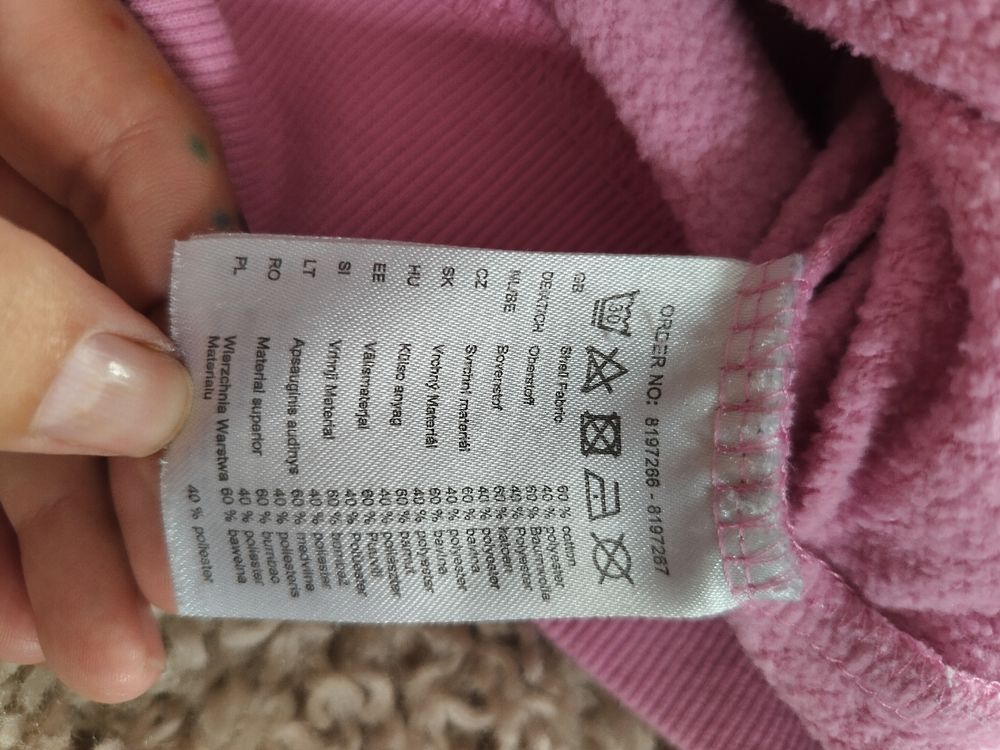 ORDER NO: 8197266 - 8197267
30
GB Shell Fabric 60 % cotton
40 % polyester
DE/AT/CH Oberstoff 60 % Baumwolle
40 % Polyester
NL/BE Bovenstof 60 % katoen
40 % polyester
CZ Svrchní materiál 60 % bavlna
40 % polyester
SK Vrchný Materiál 60 % bavlna
40 % polyester
HU Külső anyag 60 % pamut
40 % poliészter
EE Välismaterjal 60 % Puuvill
40 % Polüester
SI Vrhnji Material 60 % bombaž
40 % poliester
LT Apsauginis audinys 60 % medvilnė
40 % poliesteris
RO Material superior 60 % bumbac
40 % poliester
PL Wierzchnia Warstwa 60 % bawełna
Materiału
40 % poliester